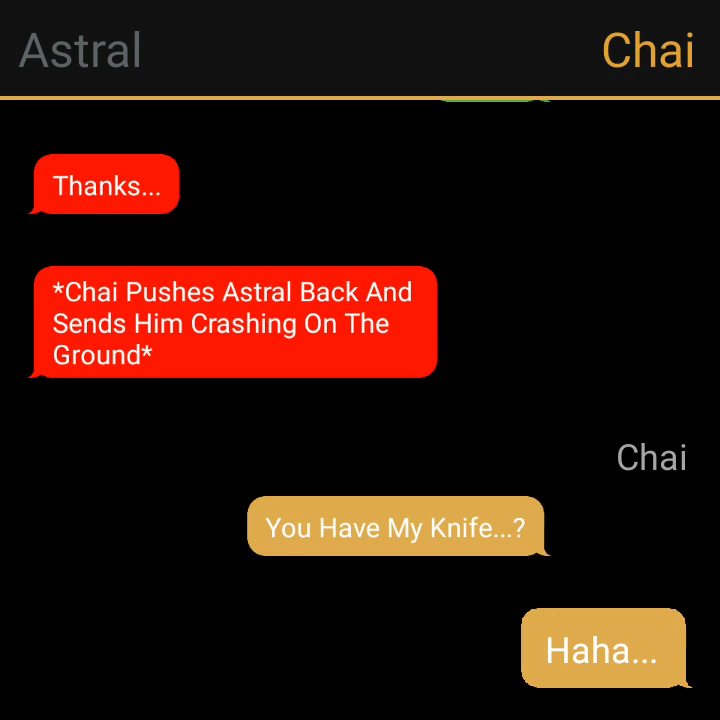 Astral
Chai
Thanks...
*Chai Pushes Astral Back And
Sends Him Crashing On The
Ground*
Chai
You Have My Knife...?
Haha...